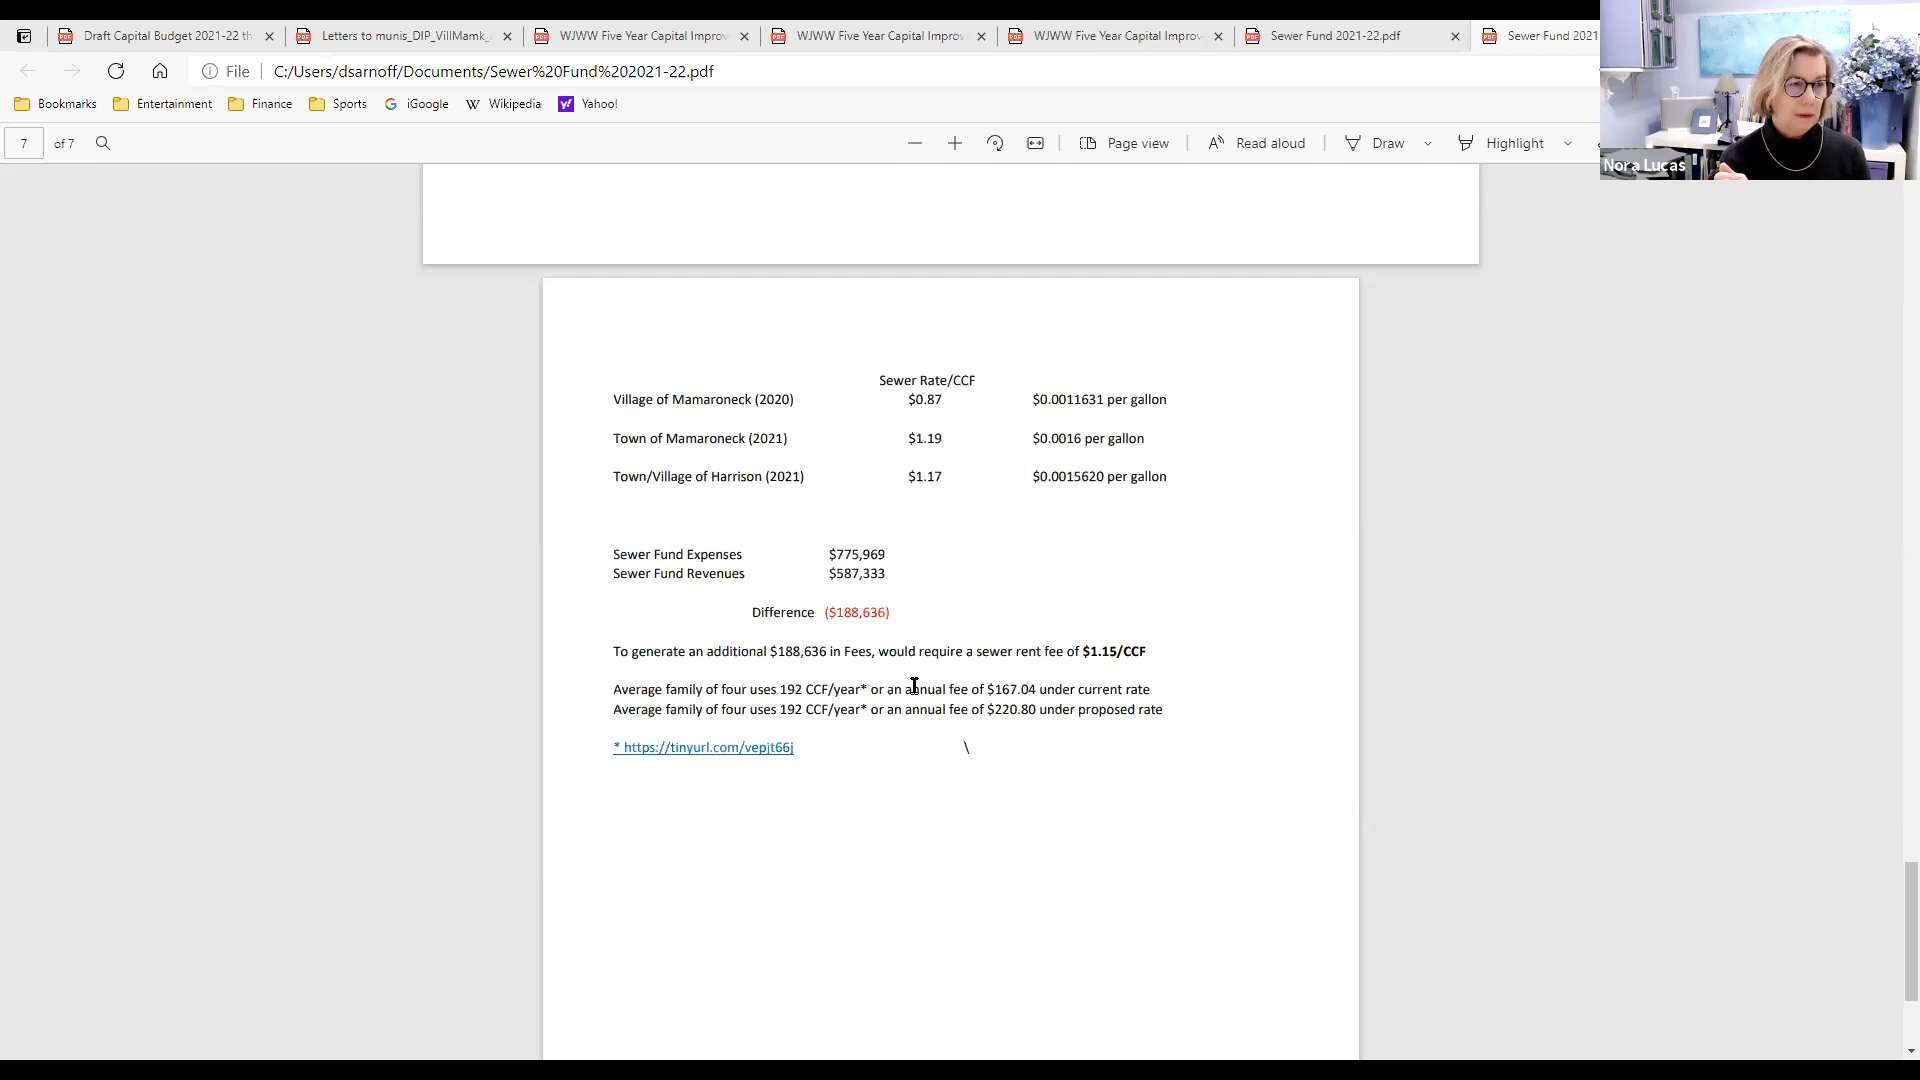 Draft Capital Budget 2021-22 th
Letters to munis_DIP_VillMamk_
WJWW Five Year Capital Improv
WJWW Five Year Capital Improv
WJWW Five Year Capital Improv
Sewer Fund 2021-22.pdf
Sewer Fund 2021
File C:/Users/dsarnoff/Documents/Sewer%20Fund%202021-22.pdf
Bookmarks Entertainment Finance Sports iGoogle Wikipedia Yahoo!
7 of 7 Page view Read aloud Draw Highlight
Nora Lucas
Sewer Rate/CCF
Village of Mamaroneck (2020) $0.87 $0.0011631 per gallon
Town of Mamaroneck (2021) $1.19 $0.0016 per gallon
Town/Village of Harrison (2021) $1.17 $0.0015620 per gallon
Sewer Fund Expenses $775,969
Sewer Fund Revenues $587,333
Difference ($188,636)
To generate an additional $188,636 in Fees, would require a sewer rent fee of $1.15/CCF
Average family of four uses 192 CCF/year* or an annual fee of $167.04 under current rate
Average family of four uses 192 CCF/year* or an annual fee of $220.80 under proposed rate
* https://tinyurl.com/vepjt66j \